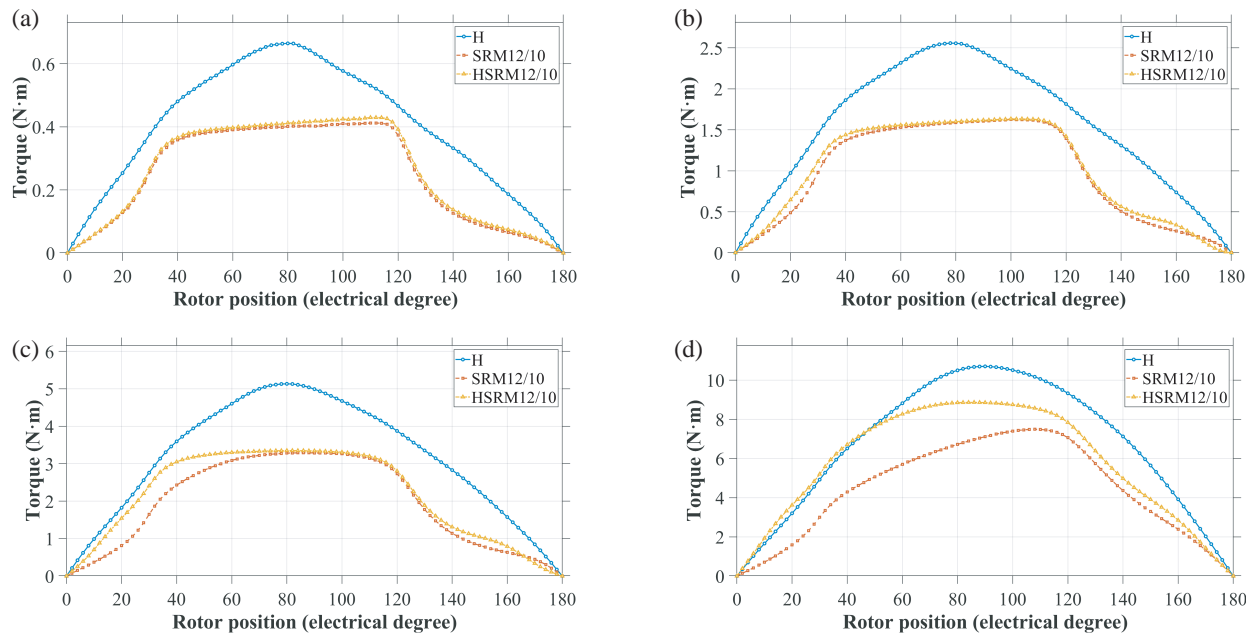 (a)
H
SRM12/10
HSRM12/10
Torque (N·m)
0.6
0.4
0.2
0
0 20 40 60 80 100 120 140 160 180
Rotor position (electrical degree)
(b)
H
SRM12/10
HSRM12/10
Torque (N·m)
2.5
2
1.5
1
0.5
0
0 20 40 60 80 100 120 140 160 180
Rotor position (electrical degree)
(c)
H
SRM12/10
HSRM12/10
Torque (N·m)
6
5
4
3
2
1
0
0 20 40 60 80 100 120 140 160 180
Rotor position (electrical degree)
(d)
H
SRM12/10
HSRM12/10
Torque (N·m)
10
8
6
4
2
0
0 20 40 60 80 100 120 140 160 180
Rotor position (electrical degree)